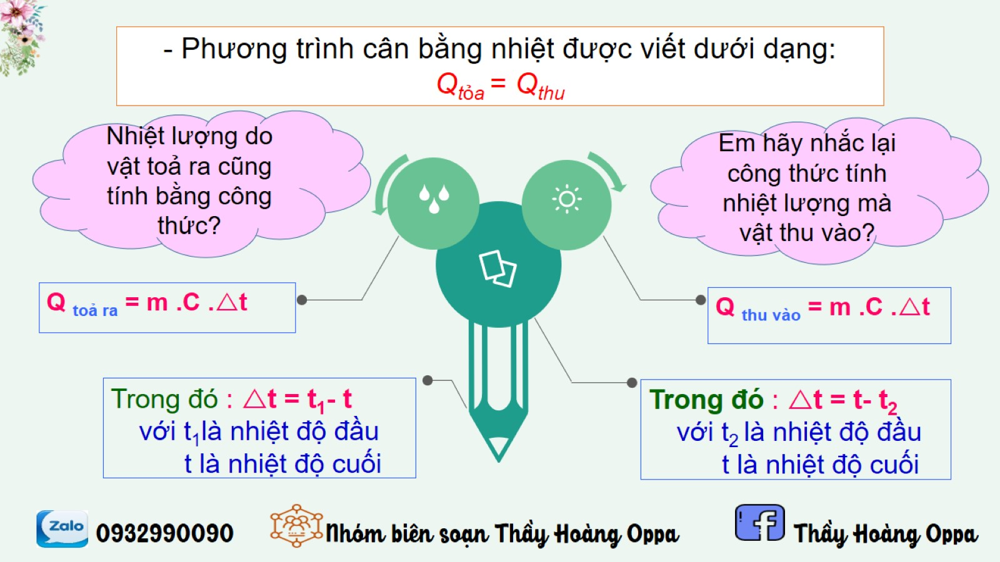 - Phương trình cân bằng nhiệt được viết dưới dạng:
Qtỏa = Qthu
Nhiệt lượng do
vật toả ra cũng
tính bằng công
thức?
Em hãy nhắc lại
công thức tính
nhiệt lượng mà
vật thu vào?
Q toả ra = m .C .△t
Q thu vào = m .C .△t
Trong đó : △t = t1- t
với t1là nhiệt độ đầu
t là nhiệt độ cuối
Trong đó : △t = t- t2
với t2 là nhiệt độ đầu
t là nhiệt độ cuối
Zalo 0932990090
Nhóm biên soạn Thầy Hoàng Oppa
f Thầy Hoàng Oppa